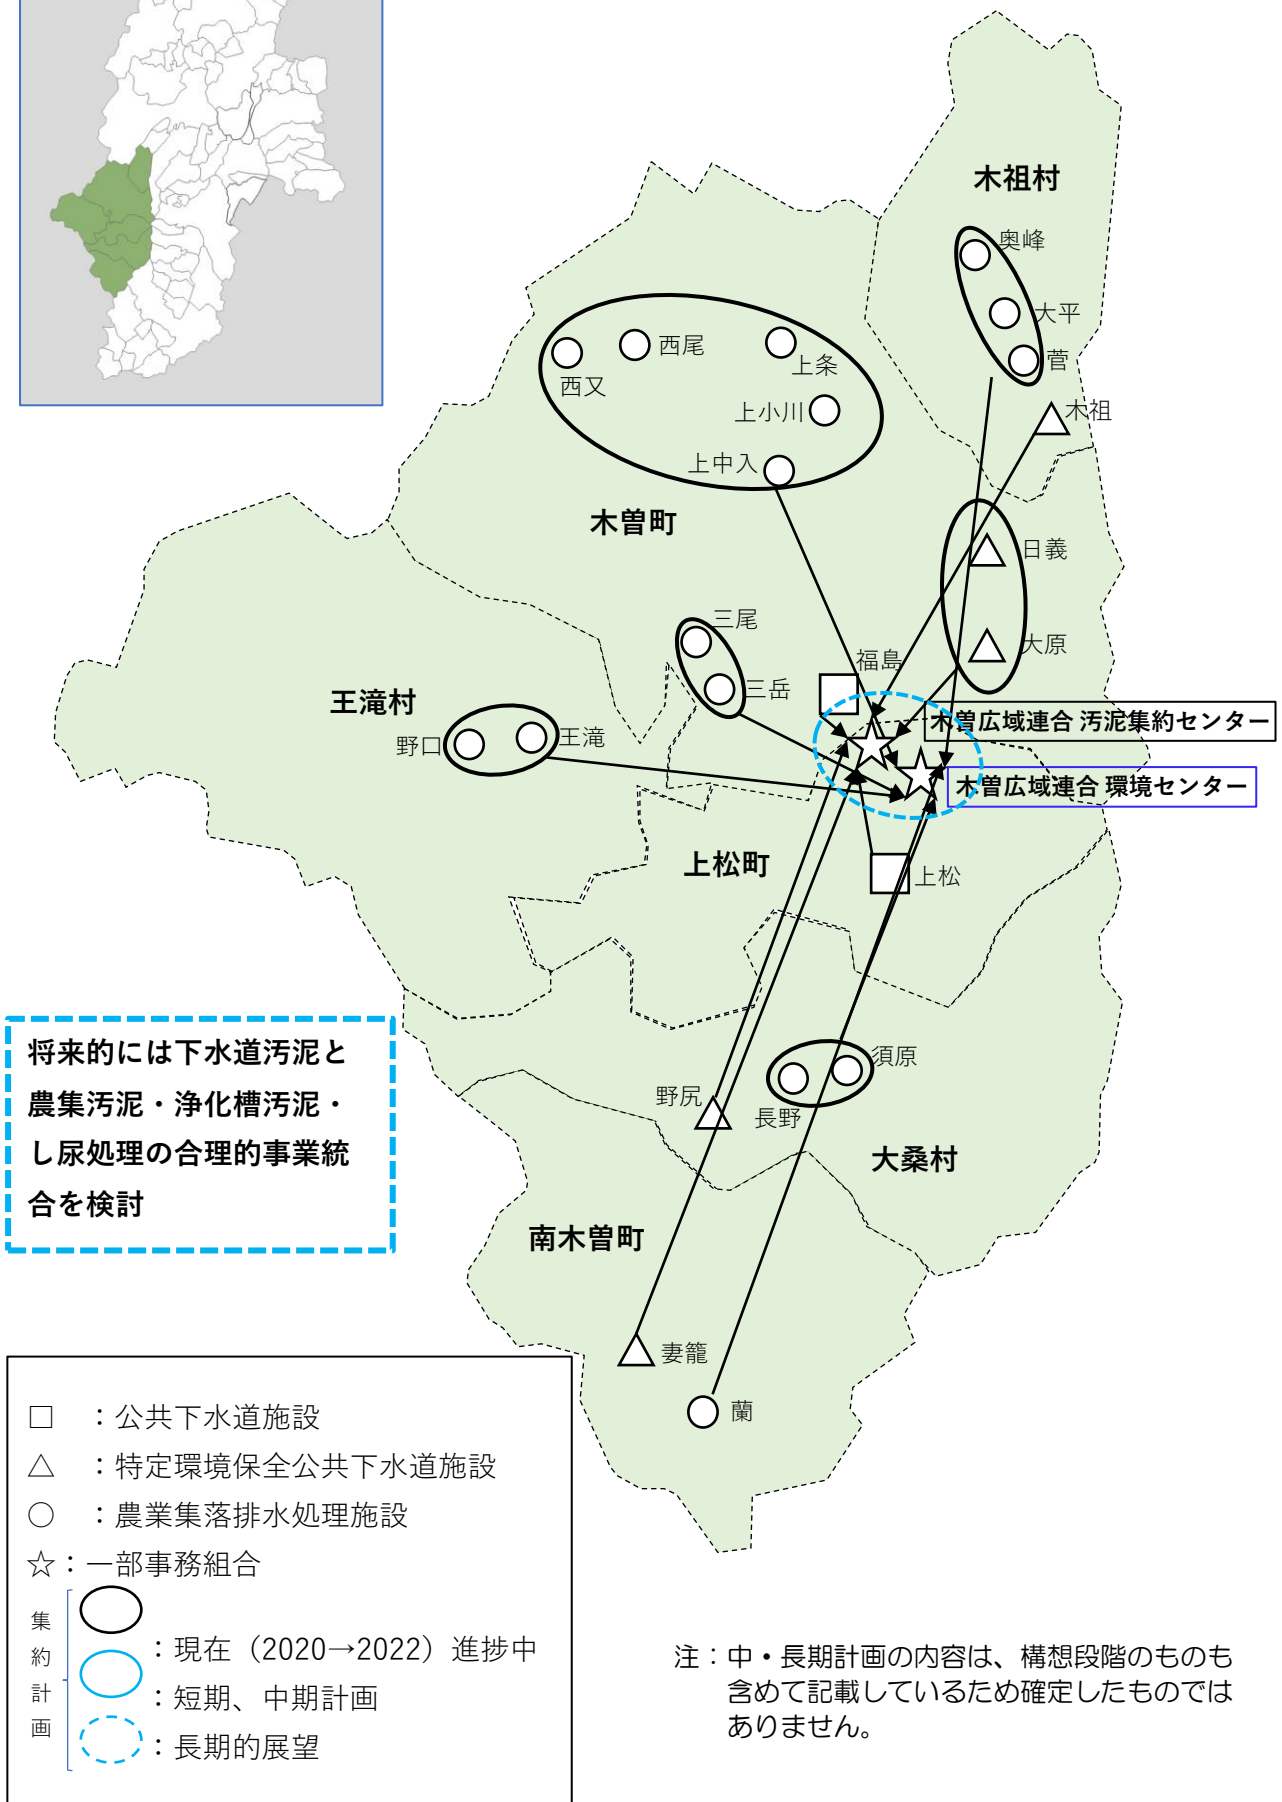 木祖村
奥峰
大平
菅
木祖
西又
西尾
上条
上小川
上中入
木曽町
日義
大原
三尾
三岳
福島
王滝村
野口
王滝
木曽広域連合 汚泥集約センター
木曽広域連合 環境センター
上松町
上松
将来的には下水道汚泥と
農集汚泥・浄化槽汚泥・
し尿処理の合理的事業統
合を検討
野尻
長野
須原
大桑村
南木曽町
妻籠
蘭
□ ：公共下水道施設
△ ：特定環境保全公共下水道施設
○ ：農業集落排水処理施設
☆：一部事務組合
集約計画
：現在（2020→2022）進捗中
：短期、中期計画
：長期的展望
注：中・長期計画の内容は、構想段階のものも
含めて記載しているため確定したものでは
ありません。